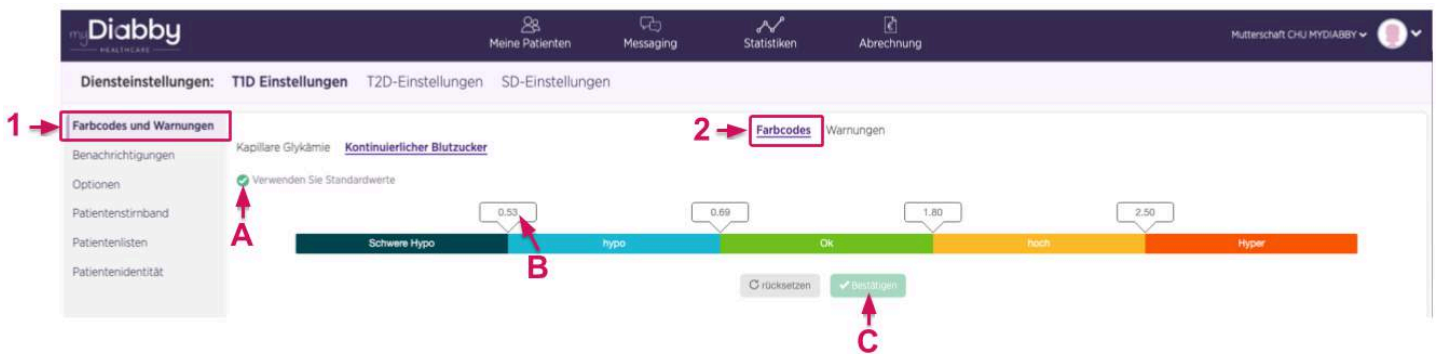 myDiabby
HEALTHCARE
Meine Patienten Messaging Statistiken Abrechnung
Mutterschaft CHU MYDIABBY
Diensteinstellungen: T1D Einstellungen T2D-Einstellungen SD-Einstellungen
1 Farbcodes und Warnungen
2 Farbcodes Warnungen
Benachrichtigungen
Kapillare Glykämie Kontinuierlicher Blutzucker
Optionen
Verwenden Sie Standardwerte
Patientenstirnband
0.53 0.69 1.80 2.50
A
Patientenlisten
Schwere Hypo hypo Ok hoch Hyper
B
Patientenidentität
rücksetzen Bestätigen
C